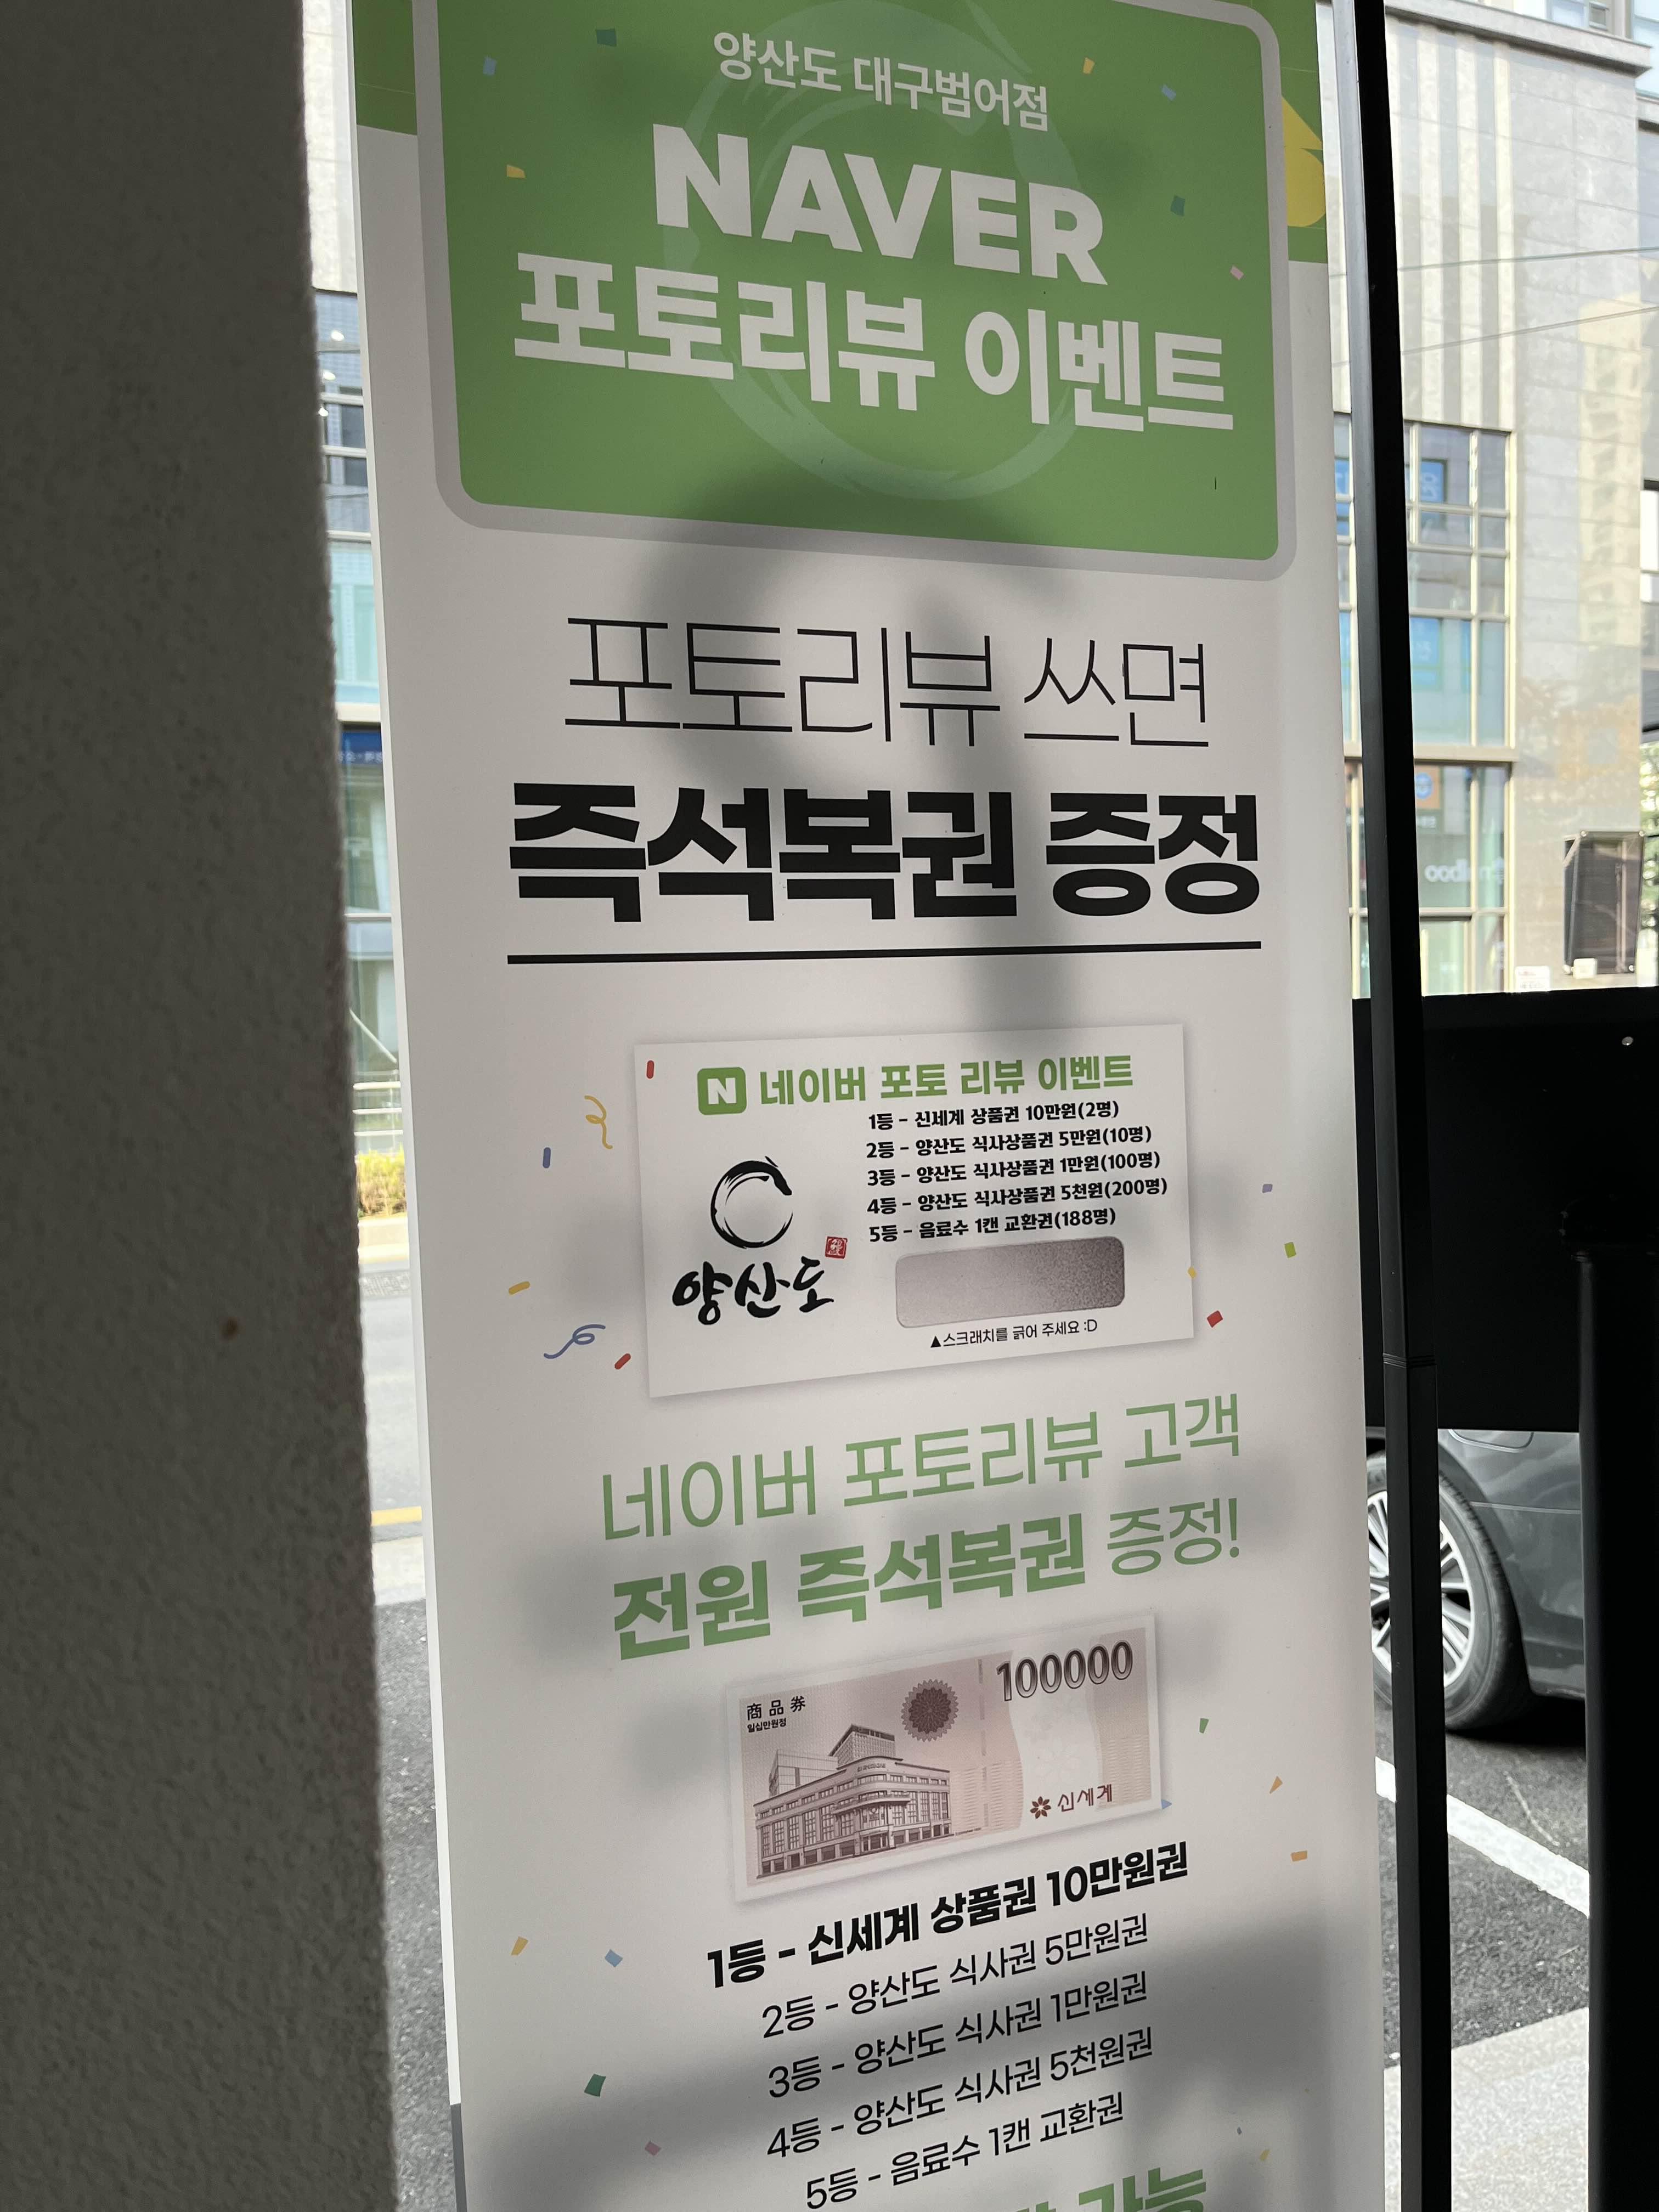 양산도 대구범어점
NAVER
포토리뷰 이벤트
포토리뷰 쓰면
즉석복권 증정
N 네이버 포토 리뷰 이벤트
1등 - 신세계 상품권 10만원(2명)
2등 - 양산도 식사상품권 5만원(10명)
3등 - 양산도 식사상품권 1만원(100명)
4등 - 양산도 식사상품권 5천원(200명)
5등 - 음료수 1캔 교환권(188명)
양산도
▲스크래치를 긁어 주세요 :D
네이버 포토리뷰 고객
전원 즉석복권 증정!
商品券
일십만원정
100000
신세계
1등 - 신세계 상품권 10만원권
2등 - 양산도 식사권 5만원권
3등 - 양산도 식사권 1만원권
4등 - 양산도 식사권 5천원권
5등 - 음료수 1캔 교환권
가능